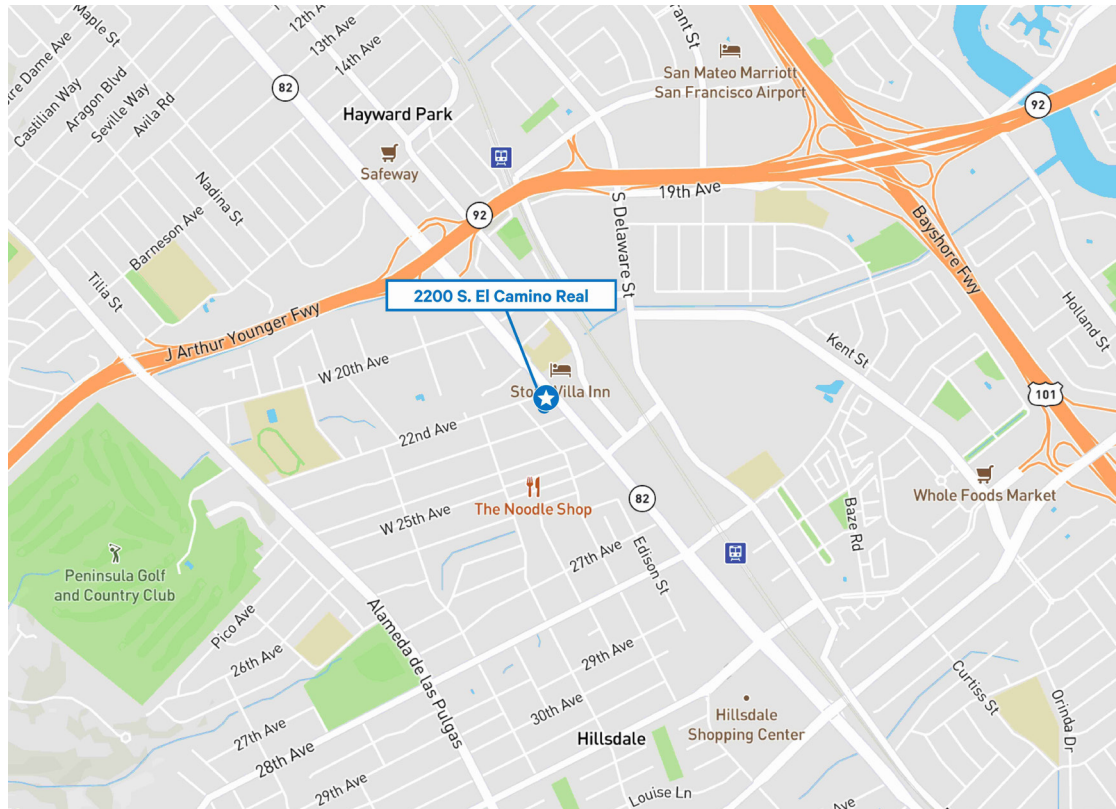 Maple St
12th Ave
13th Ave
14th Ave
Dame Ave
Castilian Way
Aragon Blvd
Seville Way
Avila Rd
82
Hayward Park
Safeway
San Mateo Marriott
San Francisco Airport
92
Nadina St
Barneson Ave
Tilia St
92
19th Ave
S Delaware St
Bayshore Fwy
Holland St
2200 S. El Camino Real
J Arthur Younger Fwy
W 20th Ave
Villa Inn
Kent St
101
22nd Ave
The Noodle Shop
W 25th Ave
82
Whole Foods Market
Baze Rd
27th Ave
Edison St
Peninsula Golf
and Country Club
Pico Ave
26th Ave
Alameda de las Pulgas
29th Ave
30th Ave
27th Ave
28th Ave
29th Ave
Hillsdale
Hillsdale
Shopping Center
Curtiss St
Orinda Dr
Louise Ln